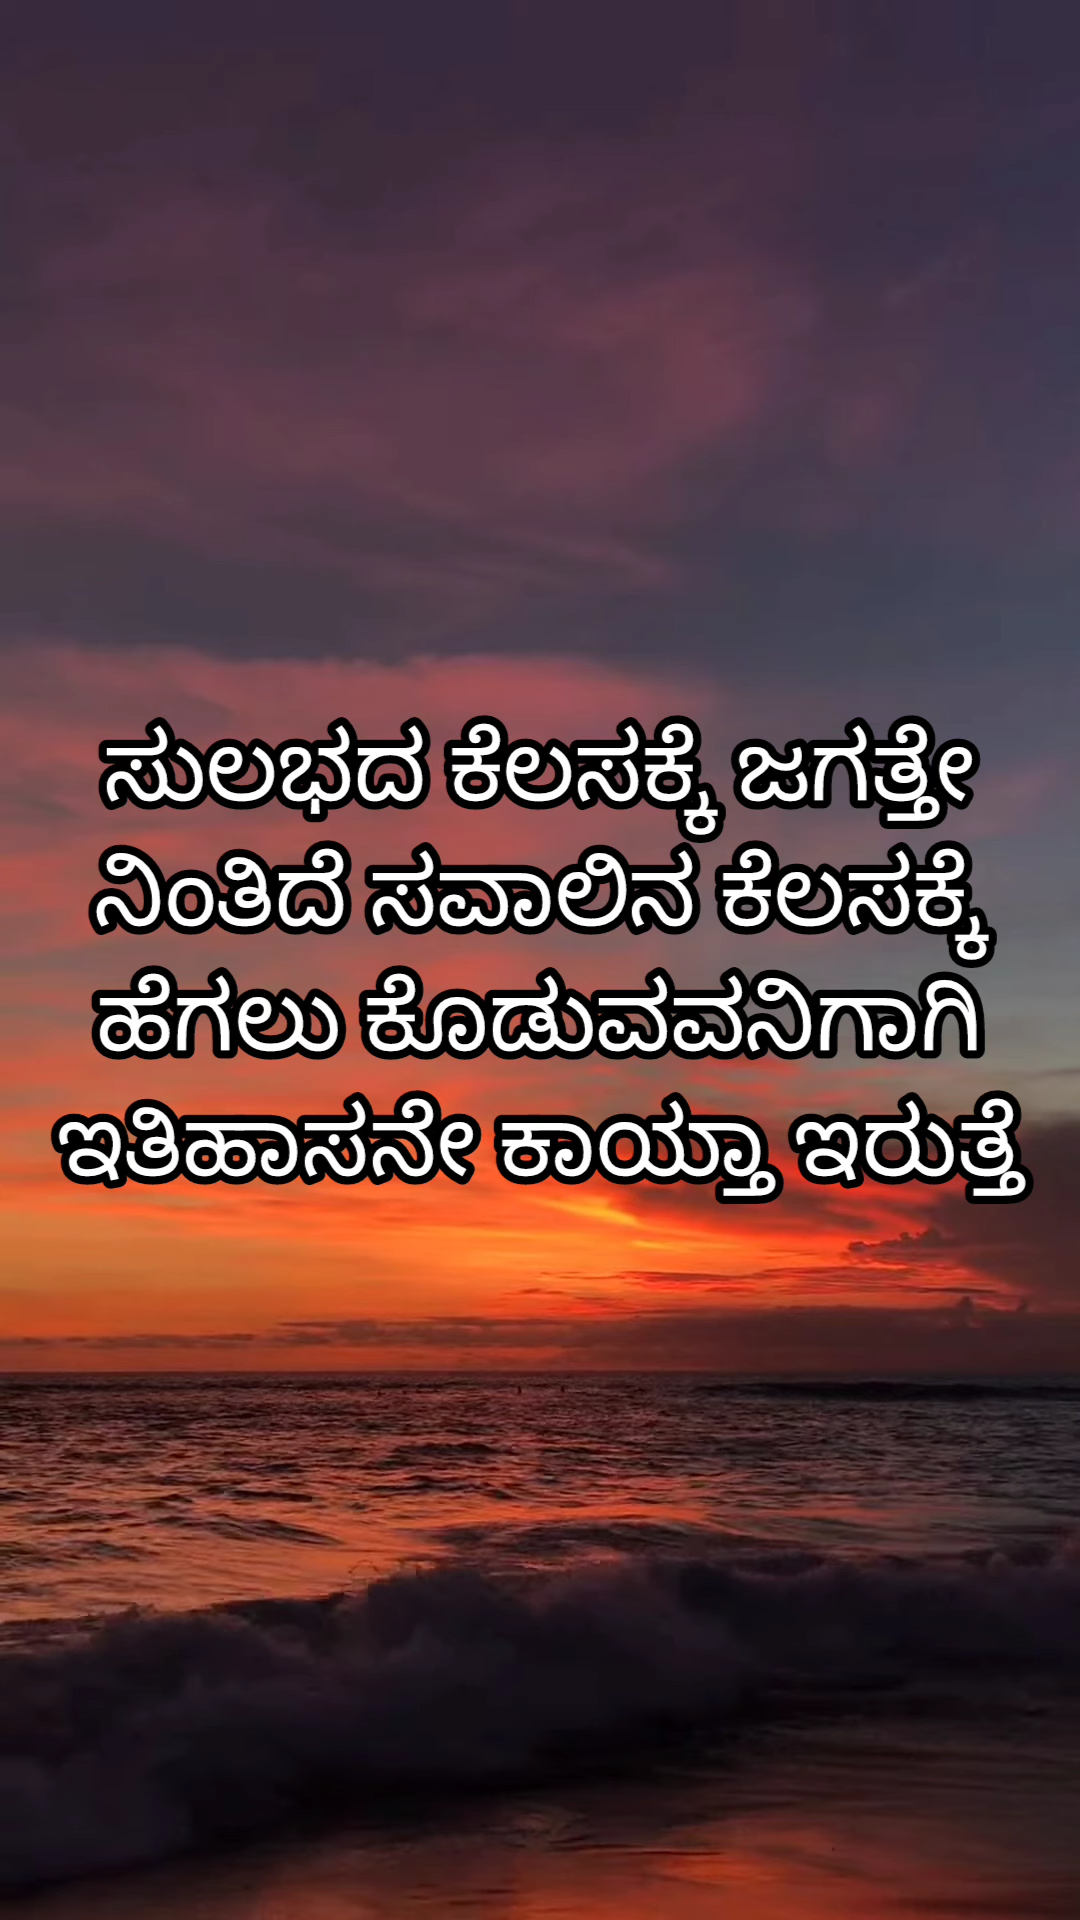 ಸುಲಭದ ಕೆಲಸಕ್ಕೆ ಜಗತ್ತೇ
ನಿಂತಿದೆ ಸವಾಲಿನ ಕೆಲಸಕ್ಕೆ
ಹೆಗಲು ಕೊಡುವವನಿಗಾಗಿ
ಇತಿಹಾಸನೇ ಕಾಯ್ತಾ ಇರುತ್ತೆ